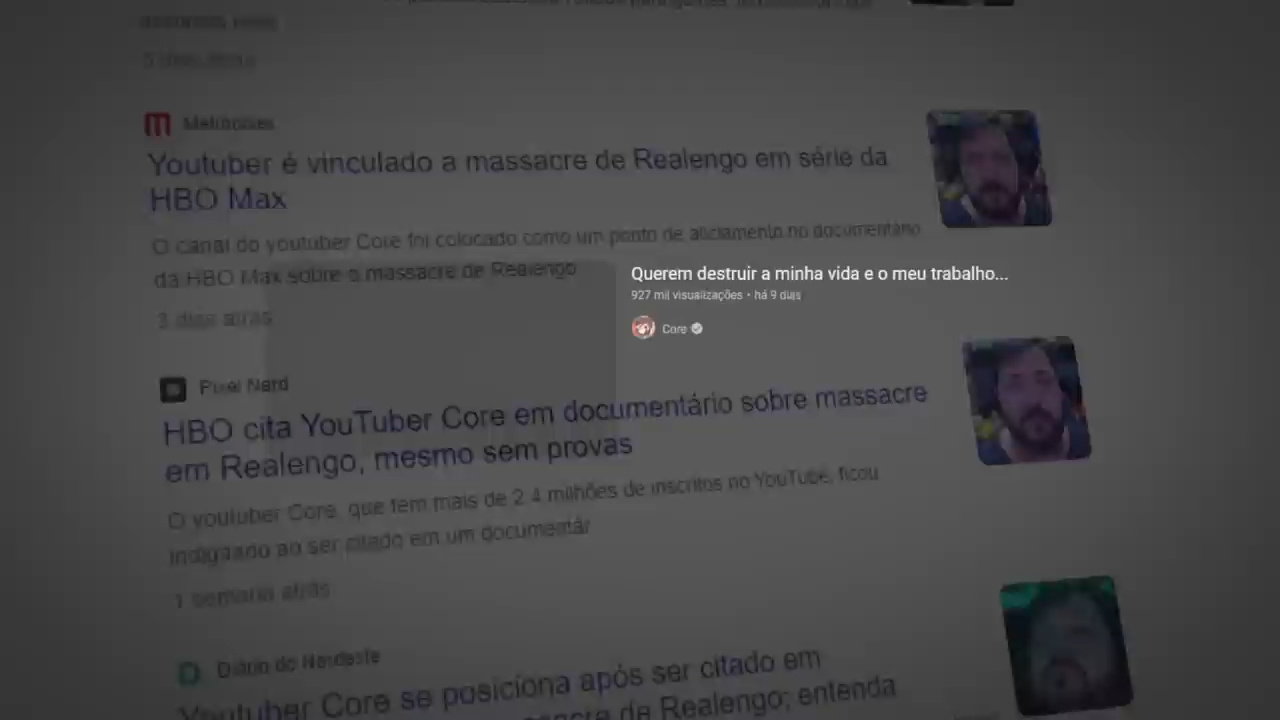 Metrópoles
Youtuber é vinculado a massacre de Realengo em série da
HBO Max
O canal do youtuber Core foi colocado como um ponto de aliciamento no documentário
da HBO Max sobre o massacre de Realengo
3 dias atrás
Querem destruir a minha vida e o meu trabalho...
927 mil visualizações • há 9 dias
Core
Pixel Nerd
HBO cita YouTuber Core em documentário sobre massacre
em Realengo, mesmo sem provas
O youtuber Core, que tem mais de 2,4 milhões de inscritos no YouTube, ficou
indignado ao ser citado em um documentár
1 semana atrás
Diário do Nordeste
Youtuber Core se posiciona após ser citado em
massacre de Realengo; entenda